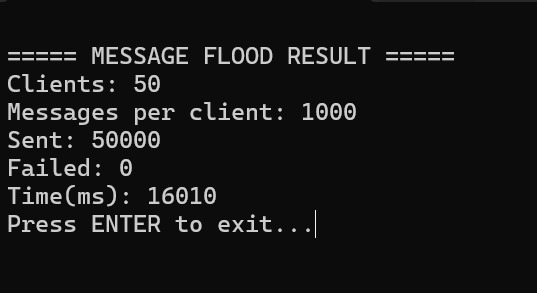 ===== MESSAGE FLOOD RESULT =====
Clients: 50
Messages per client: 1000
Sent: 50000
Failed: 0
Time(ms): 16010
Press ENTER to exit...